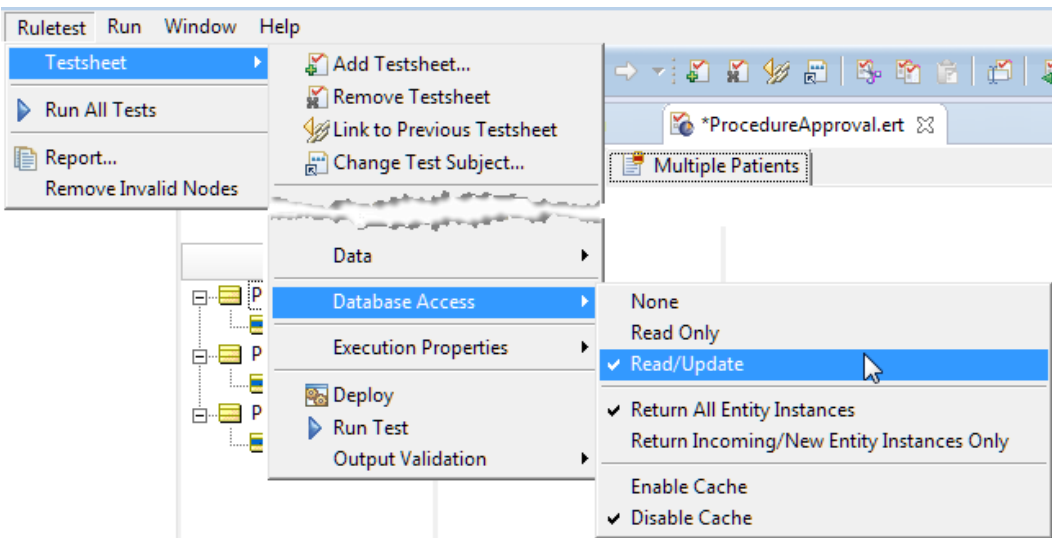 Ruletest Run Window Help
Testsheet
Run All Tests
Report...
Remove Invalid Nodes
Add Testsheet...
Remove Testsheet
Link to Previous Testsheet
Change Test Subject...
Data
Database Access
Execution Properties
Deploy
Run Test
Output Validation
None
Read Only
Read/Update
Return All Entity Instances
Return Incoming/New Entity Instances Only
Enable Cache
Disable Cache
*ProcedureApproval.ert
Multiple Patients
P
P
P